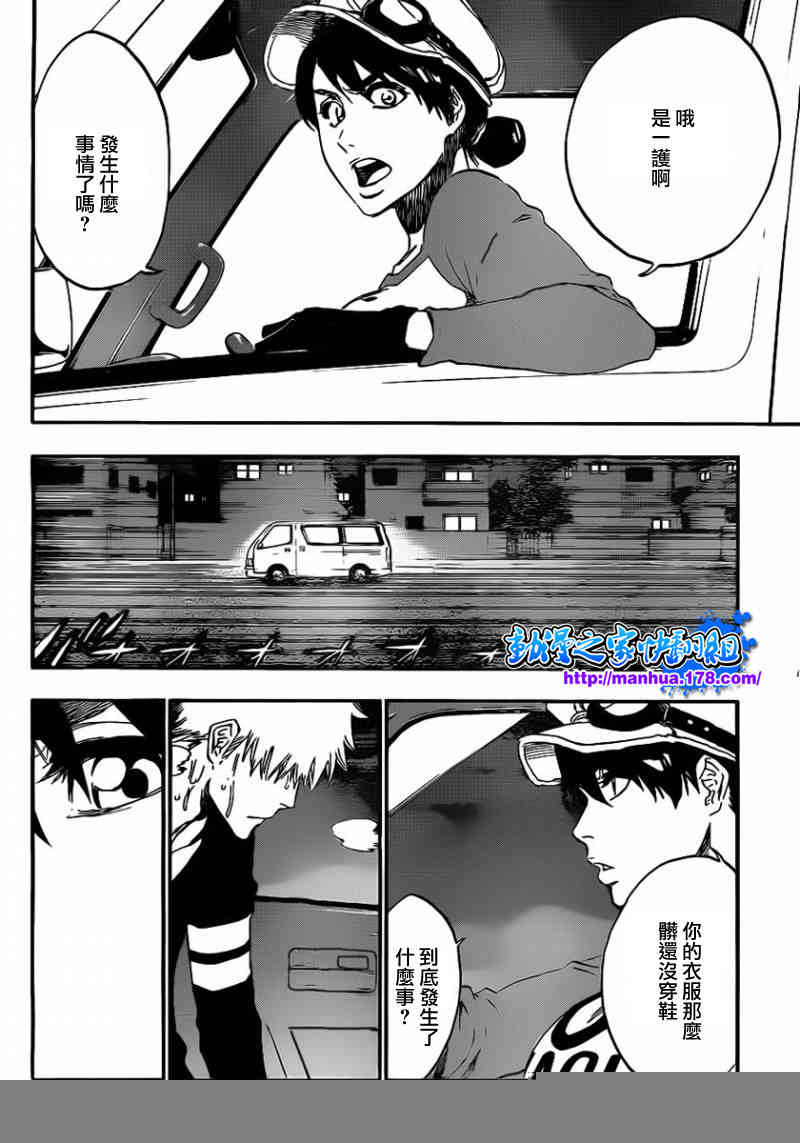 哦
是一護啊
發生什麼
事情了嗎？
動漫之家快翻組
http://manhua.178.com/
你的衣服那麼
髒還沒穿鞋
到底發生了
什麼事？